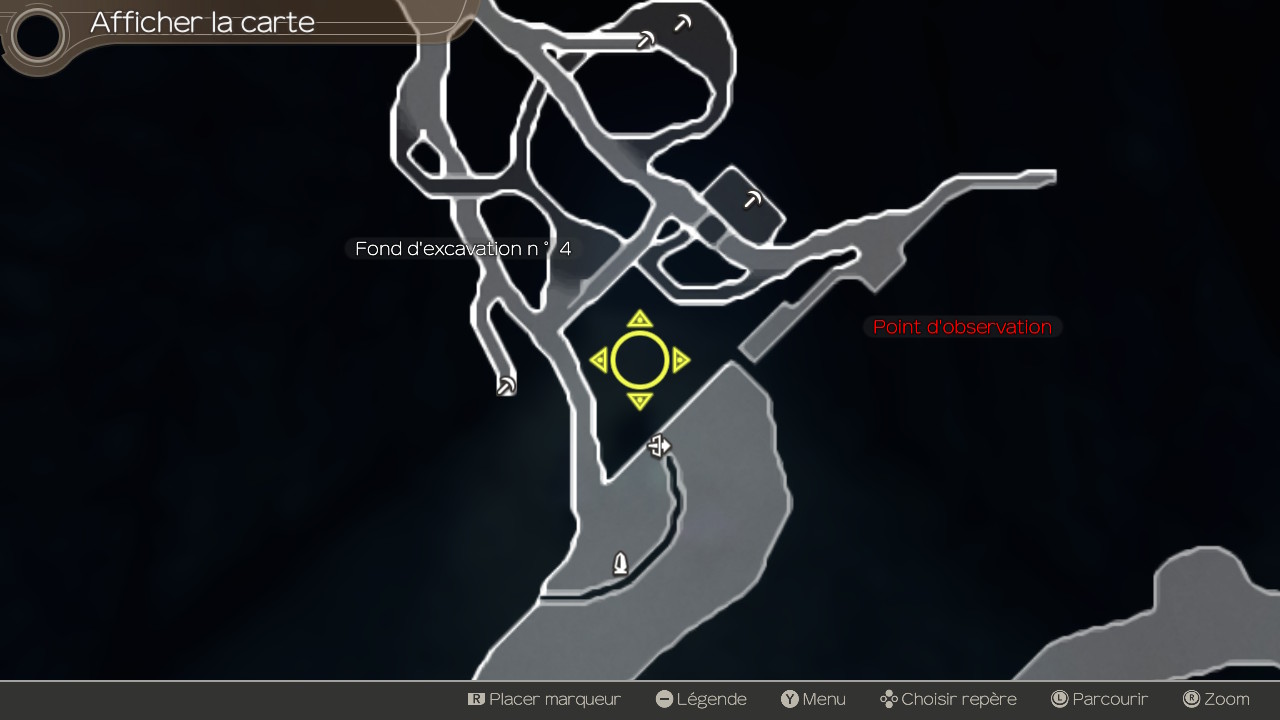 Afficher la carte
Fond d'excavation n° 4
Point d'observation
R Placer marqueur
Légende
Y Menu
Choisir repère
L Parcourir
R Zoom